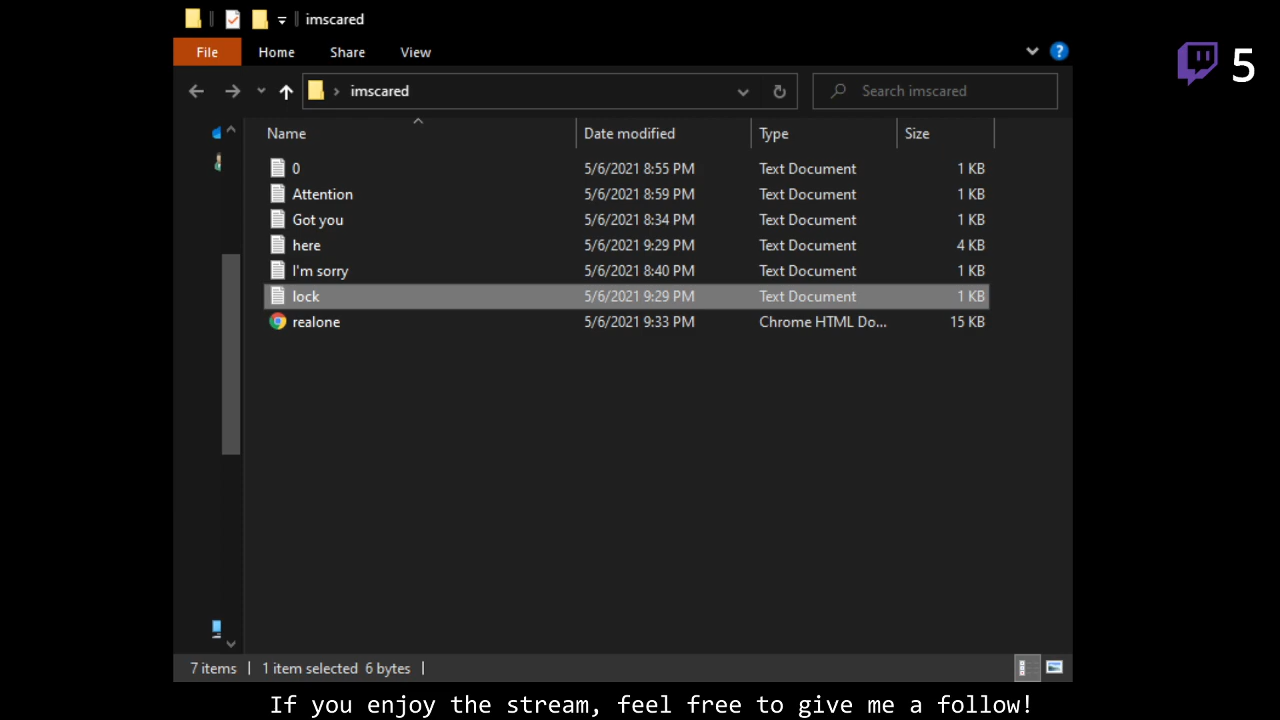 imscared
File Home Share View
5
imscared Search imscared
Name Date modified Type Size
0 5/6/2021 8:55 PM Text Document 1 KB
Attention 5/6/2021 8:59 PM Text Document 1 KB
Got you 5/6/2021 8:34 PM Text Document 1 KB
here 5/6/2021 9:29 PM Text Document 4 KB
I'm sorry 5/6/2021 8:40 PM Text Document 1 KB
lock 5/6/2021 9:29 PM Text Document 1 KB
realone 5/6/2021 9:33 PM Chrome HTML Do... 15 KB
7 items 1 item selected 6 bytes
If you enjoy the stream, feel free to give me a follow!